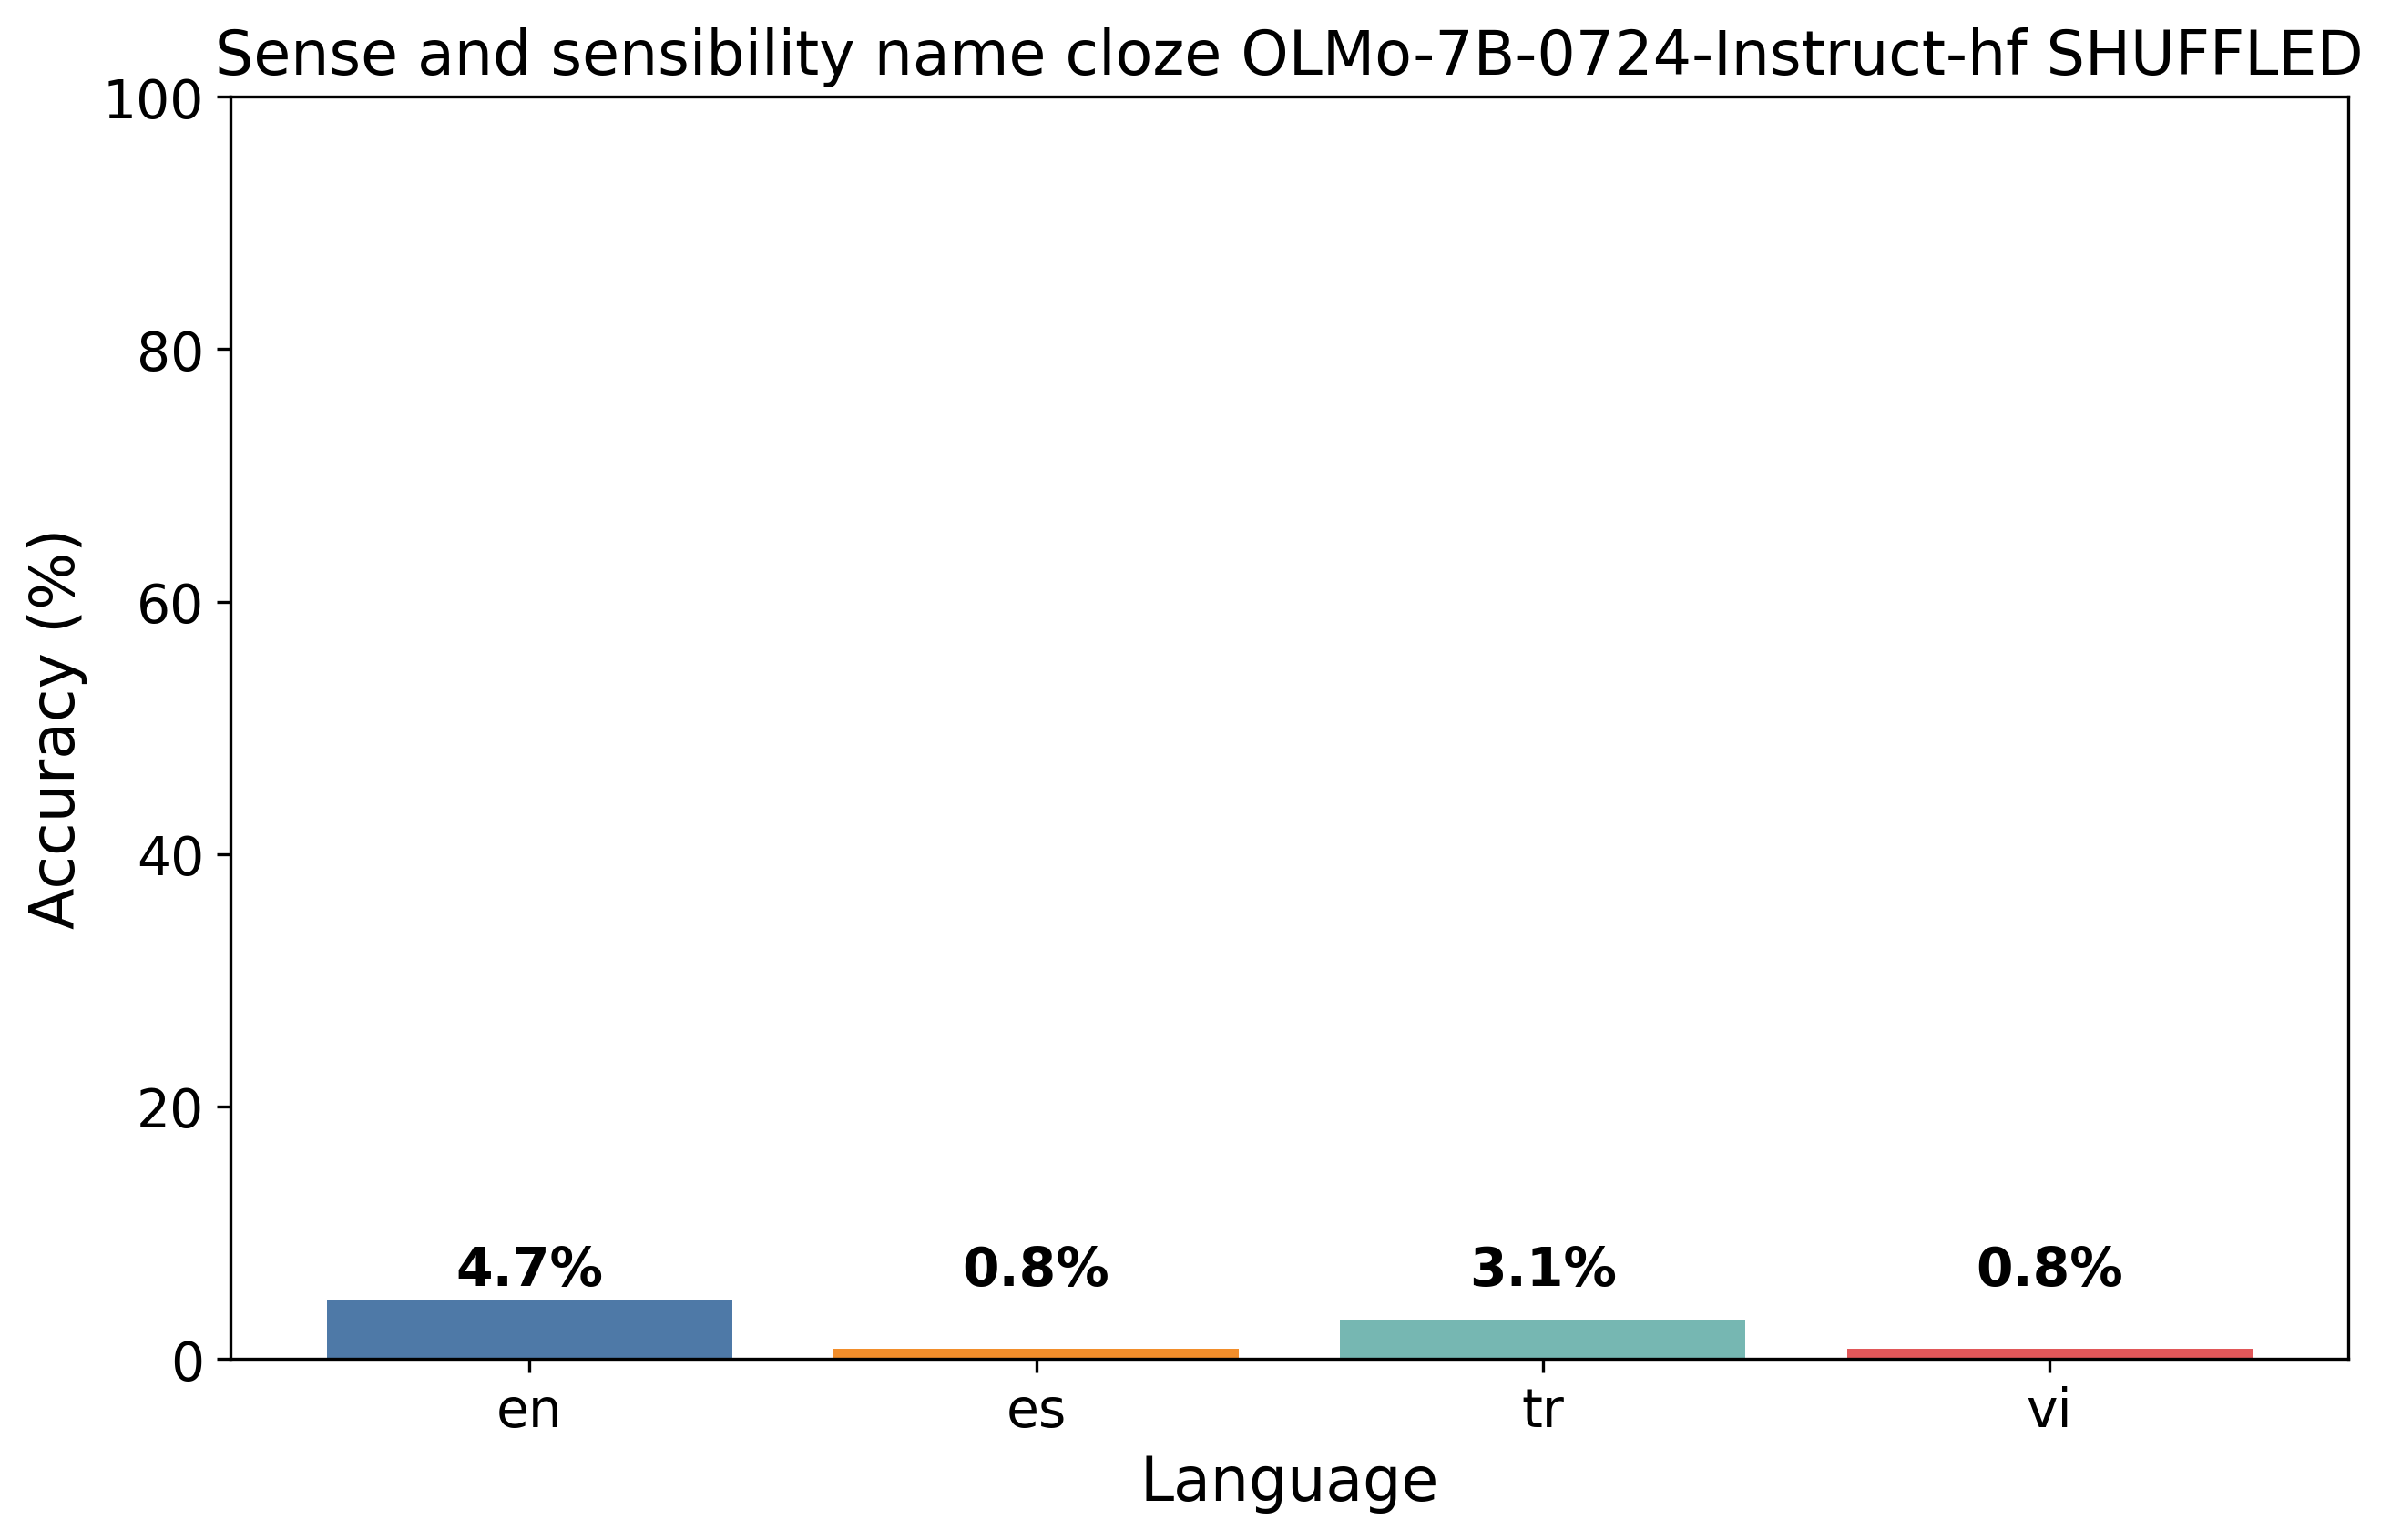 Sense and sensibility name cloze OLMo-7B-0724-Instruct-hf SHUFFLED
Accuracy (%)
100
80
60
40
20
0
4.7%
0.8%
3.1%
0.8%
en
es
tr
vi
Language